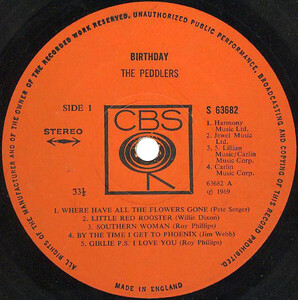 ALL RIGHTS OF THE MANUFACTURER AND OF THE OWNER OF THE RECORDED WORK RESERVED. UNAUTHORIZED PUBLIC PERFORMANCE, BROADCASTING AND COPYING OF THIS RECORD PROHIBITED
BIRTHDAY
THE PEDDLERS
SIDE 1
S 63682
CBS
STEREO
1. Harmony
Music Ltd.
2. Jewel Music
Ltd.
3. 5. Lillian
Music/Carlin
Music Corp.
4. Carlin
Music Corp.
33⅓
63682 A
℗ 1969
1. WHERE HAVE ALL THE FLOWERS GONE (Pete Seeger)
2. LITTLE RED ROOSTER (Willie Dixon)
3. SOUTHERN WOMAN (Roy Phillips)
4. BY THE TIME I GET TO PHOENIX (Jim Webb)
5. GIRLIE P.S. I LOVE YOU (Roy Phillips)
MADE IN ENGLAND